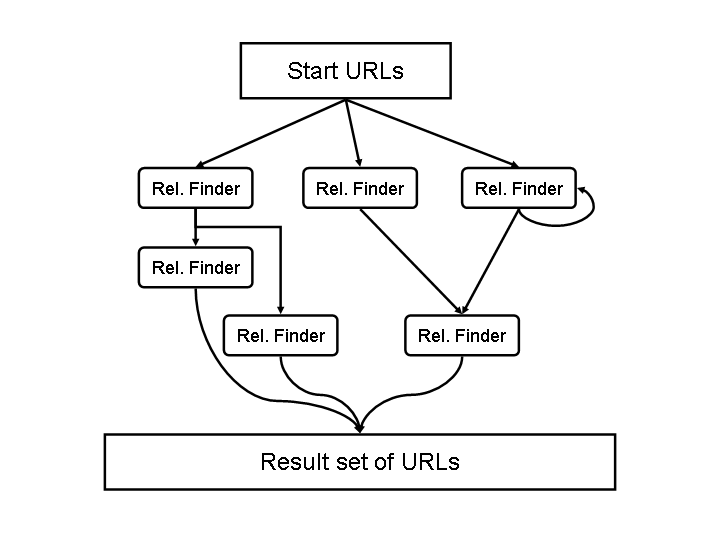 Start URLs
Rel. Finder
Rel. Finder
Rel. Finder
Rel. Finder
Rel. Finder
Rel. Finder
Result set of URLs